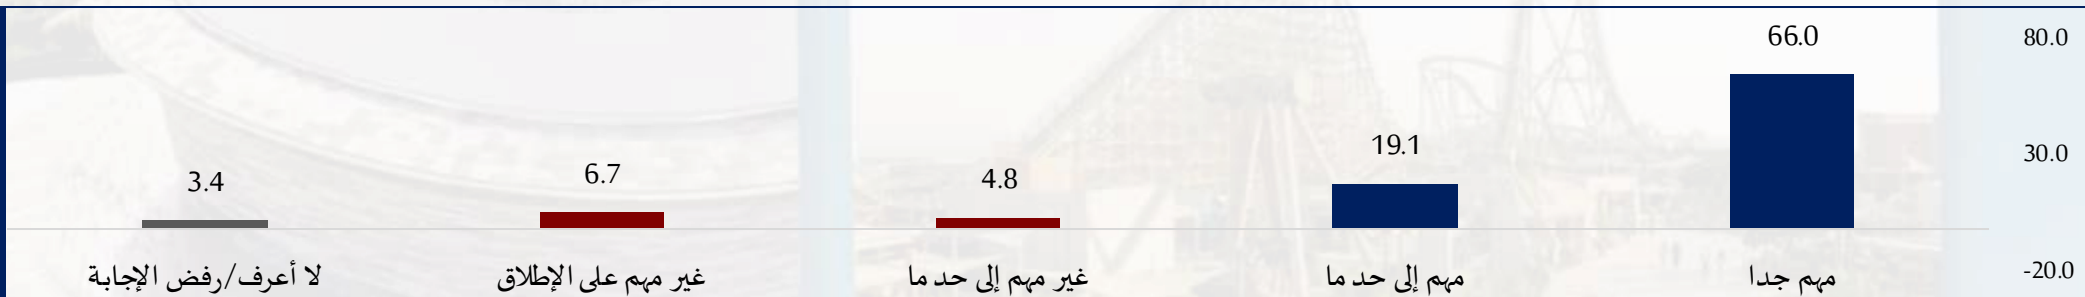 80.0
30.0
-20.0
66.0
19.1
4.8
6.7
3.4
مهم جدا
مهم إلى حد ما
غير مهم إلى حد ما
غير مهم على الإطلاق
لا أعرف/رفض الإجابة